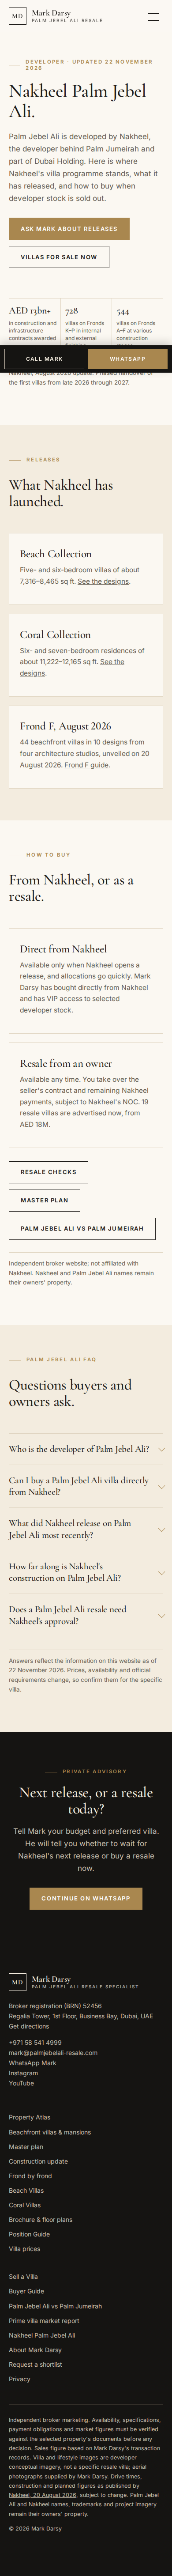 MD
Mark Darsy
PALM JEBEL ALI RESALE
DEVELOPER · UPDATED 22 NOVEMBER
2026
Nakheel Palm Jebel
Ali.
Palm Jebel Ali is developed by Nakheel,
the developer behind Palm Jumeirah and
part of Dubai Holding. Here is where
Nakheel's villa programme stands, what it
has released, and how to buy when
developer stock is sold out.
ASK MARK ABOUT RELEASES
VILLAS FOR SALE NOW
AED 13bn+
in construction and
infrastructure
contracts awarded
728
villas on Fronds
K–P in internal
and external
544
villas on Fronds
A–F at various
construction
CALL MARK
WHATSAPP
the first villas from late 2026 through 2027.
RELEASES
What Nakheel has
launched.
Beach Collection
Five- and six-bedroom villas of about
7,316–8,465 sq ft. See the designs.
Coral Collection
Six- and seven-bedroom residences of
about 11,222–12,165 sq ft. See the
designs.
Frond F, August 2026
44 beachfront villas in 10 designs from
four architecture studios, unveiled on 20
August 2026. Frond F guide.
HOW TO BUY
From Nakheel, or as a
resale.
Direct from Nakheel
Available only when Nakheel opens a
release, and allocations go quickly. Mark
Darsy has bought directly from Nakheel
and has VIP access to selected
developer stock.
Resale from an owner
Available any time. You take over the
seller's contract and remaining Nakheel
payments, subject to Nakheel's NOC. 19
resale villas are advertised now, from
AED 18M.
RESALE CHECKS
MASTER PLAN
PALM JEBEL ALI VS PALM JUMEIRAH
Independent broker website; not affiliated with
Nakheel. Nakheel and Palm Jebel Ali names remain
their owners' property.
PALM JEBEL ALI FAQ
Questions buyers and
owners ask.
Who is the developer of Palm Jebel Ali?
Can I buy a Palm Jebel Ali villa directly
from Nakheel?
What did Nakheel release on Palm
Jebel Ali most recently?
How far along is Nakheel's
construction on Palm Jebel Ali?
Does a Palm Jebel Ali resale need
Nakheel's approval?
Answers reflect the information on this website as of
22 November 2026. Prices, availability and official
requirements change, so confirm them for the specific
villa.
PRIVATE ADVISORY
Next release, or a resale
today?
Tell Mark your budget and preferred villa.
He will tell you whether to wait for
Nakheel's next release or buy a resale
now.
CONTINUE ON WHATSAPP
MD
Mark Darsy
PALM JEBEL ALI RESALE SPECIALIST
Broker registration (BRN) 52456
Regalia Tower, 1st Floor, Business Bay, Dubai, UAE
Get directions
+971 58 541 4999
mark@palmjebelali-resale.com
WhatsApp Mark
Instagram
YouTube
Property Atlas
Beachfront villas & mansions
Master plan
Construction update
Frond by frond
Beach Villas
Coral Villas
Brochure & floor plans
Position Guide
Villa prices
Sell a Villa
Buyer Guide
Palm Jebel Ali vs Palm Jumeirah
Prime villa market report
Nakheel Palm Jebel Ali
About Mark Darsy
Request a shortlist
Privacy
Independent broker marketing. Availability, specifications,
payment obligations and market figures must be verified
against the selected property's documents before any
decision. Sales figure based on Mark Darsy's transaction
records. Villa and lifestyle images are developer
conceptual imagery, not a specific resale villa; aerial
photographs supplied by Mark Darsy. Drive times,
construction and planned figures as published by
Nakheel, 20 August 2026, subject to change. Palm Jebel
Ali and Nakheel names, trademarks and project imagery
remain their owners' property.
© 2026 Mark Darsy